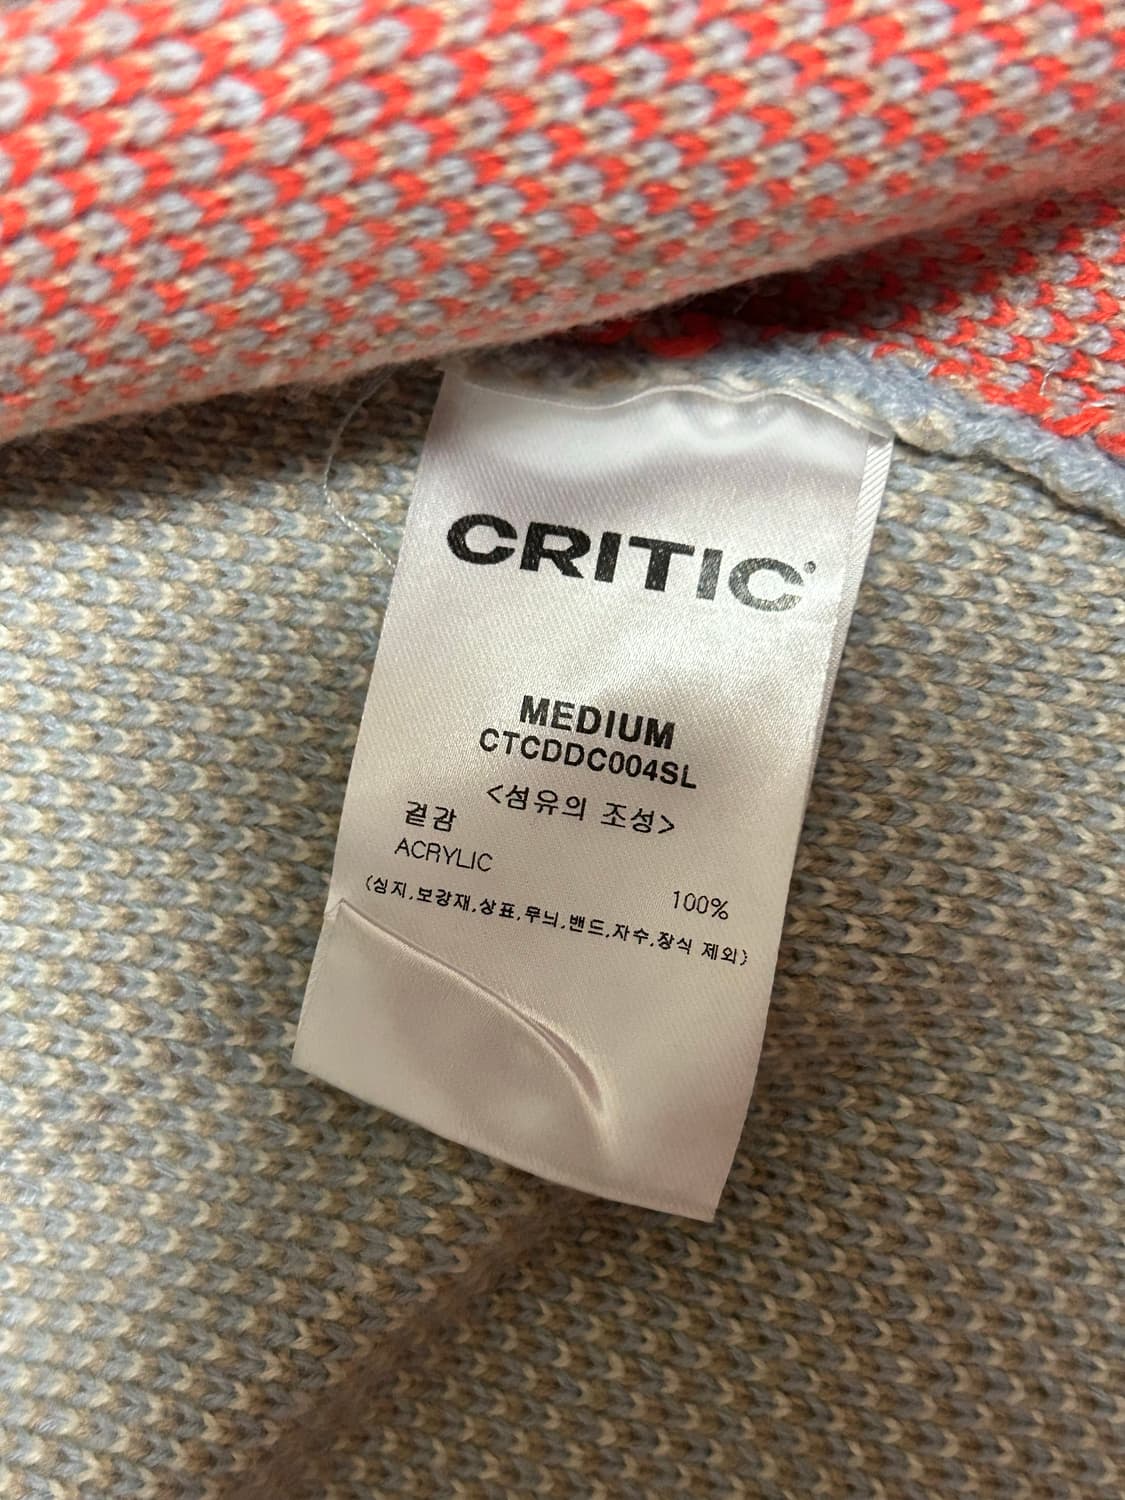 CRITIC
MEDIUM
CTCDDC004SL
<섬유의 조성>
겉감
ACRYLIC 100%
(심지,보강재,상표,무늬,밴드,자수,장식 제외)